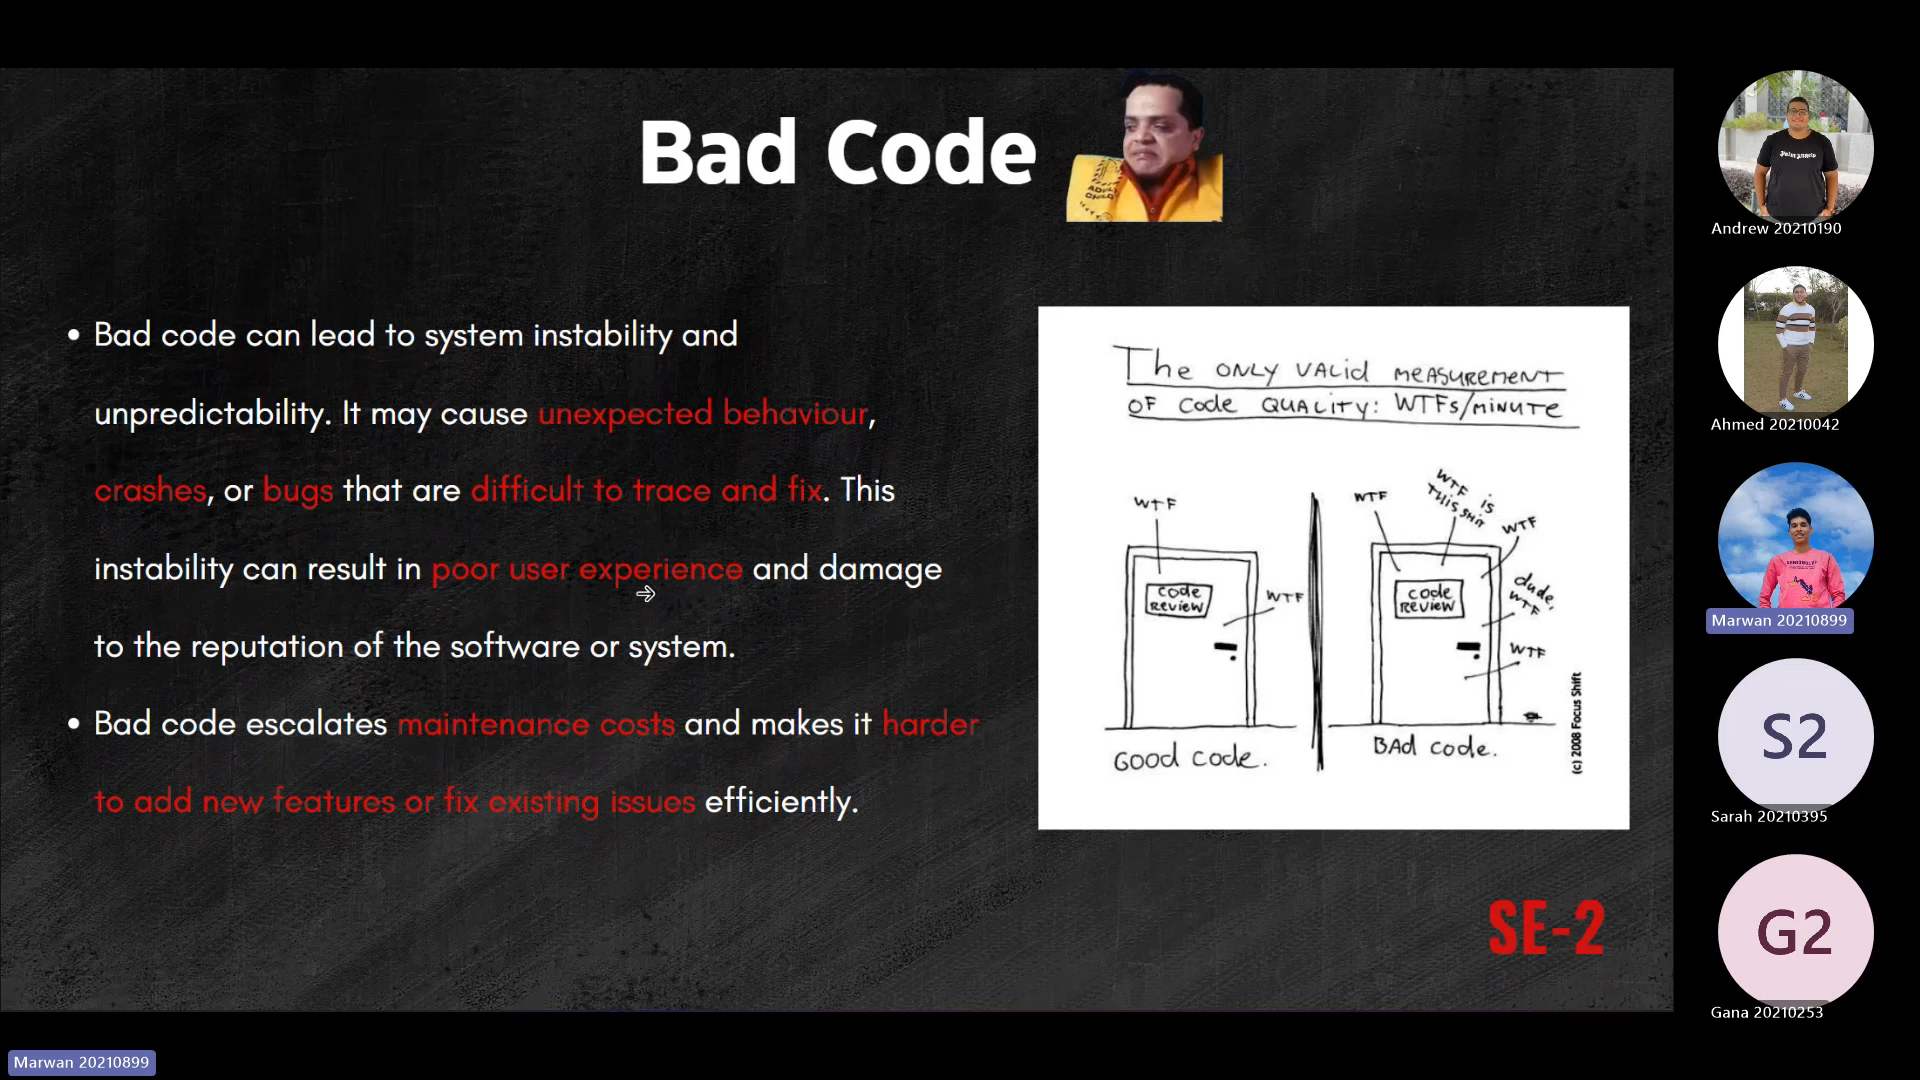 Bad Code
ADULT
CHILD
• Bad code can lead to system instability and
unpredictability. It may cause unexpected behaviour,
crashes, or bugs that are difficult to trace and fix. This
instability can result in poor user experience and damage
to the reputation of the software or system.
• Bad code escalates maintenance costs and makes it harder
to add new features or fix existing issues efficiently.
The ONLY VALID MEASUREMENT
OF code QUALITY: WTFs/MINUTE
WTF
code
REVIEW
WTF
GOOD code.
WTF
WTF is
THIS SHIT
WTF
code
REVIEW
dude,
WTF
WTF
BAd code.
(c) 2008 Focus Shift
SE-2
Andrew 20210190
Ahmed 20210042
Marwan 20210899
S2
Sarah 20210395
G2
Gana 20210253
Marwan 20210899